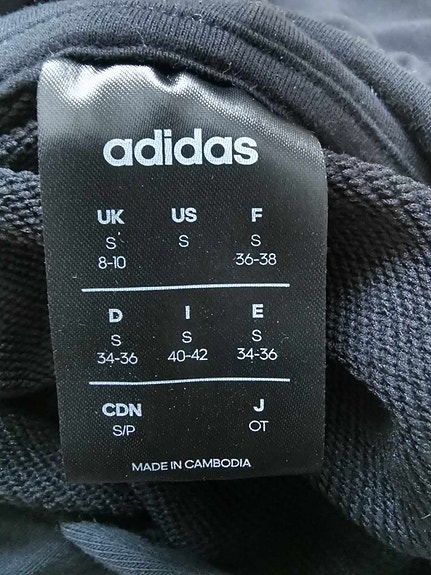 adidas
UK US F
S S S
8-10 36-38
D I E
S S S
34-36 40-42 34-36
CDN J
S/P OT
MADE IN CAMBODIA